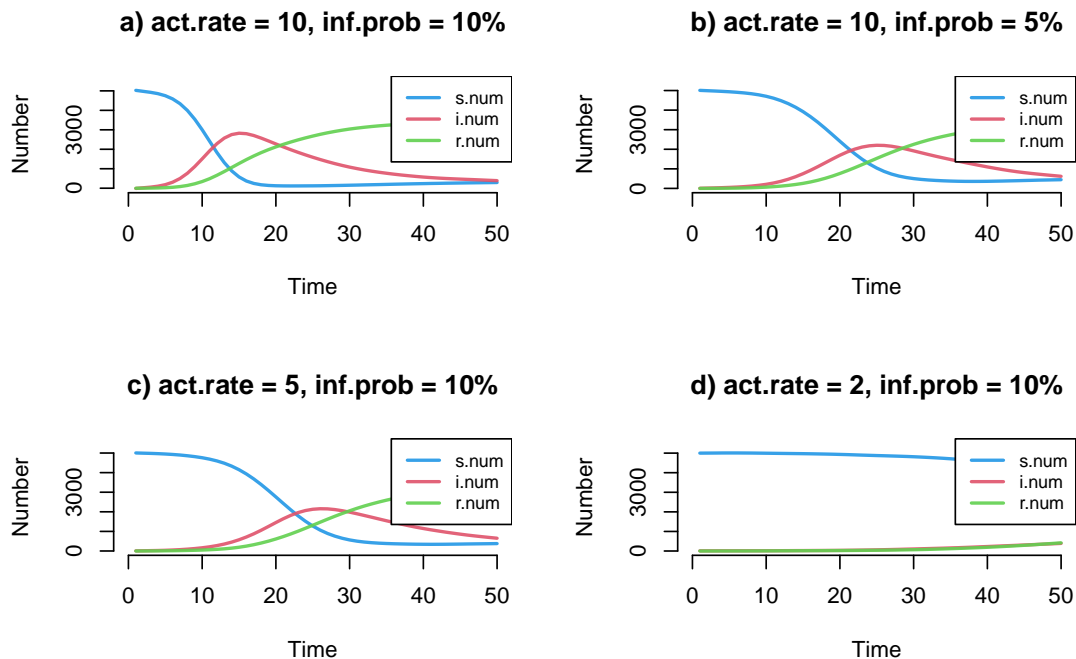 a) act.rate = 10, inf.prob = 10%
Number
3000
0
s.num
i.num
r.num
0 10 20 30 40 50
Time
b) act.rate = 10, inf.prob = 5%
Number
3000
0
s.num
i.num
r.num
0 10 20 30 40 50
Time
c) act.rate = 5, inf.prob = 10%
Number
3000
0
s.num
i.num
r.num
0 10 20 30 40 50
Time
d) act.rate = 2, inf.prob = 10%
Number
3000
0
s.num
i.num
r.num
0 10 20 30 40 50
Time